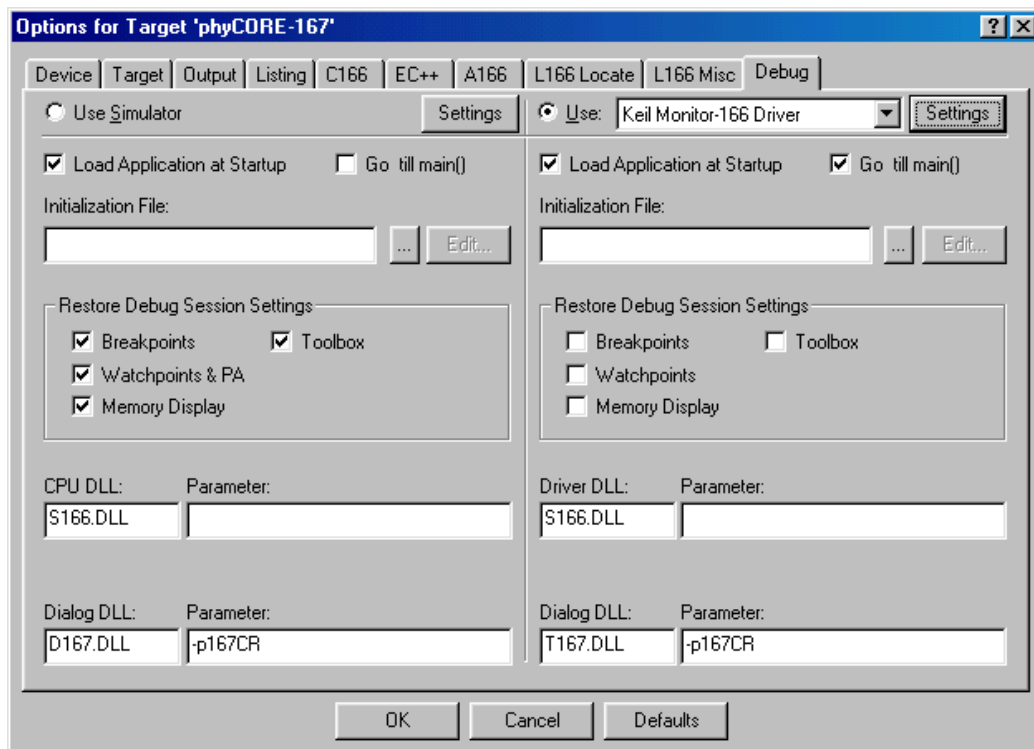 Options for Target 'phyCORE-167'
Device Target Output Listing C166 EC++ A166 L166 Locate L166 Misc Debug
Use Simulator Settings Use: Keil Monitor-166 Driver Settings
Load Application at Startup Go till main() Load Application at Startup Go till main()
Initialization File: Initialization File:
... Edit... ... Edit...
Restore Debug Session Settings Restore Debug Session Settings
Breakpoints Toolbox Breakpoints Toolbox
Watchpoints & PA Watchpoints
Memory Display Memory Display
CPU DLL: Parameter: Driver DLL: Parameter:
S166.DLL S166.DLL
Dialog DLL: Parameter: Dialog DLL: Parameter:
D167.DLL -p167CR T167.DLL -p167CR
OK Cancel Defaults